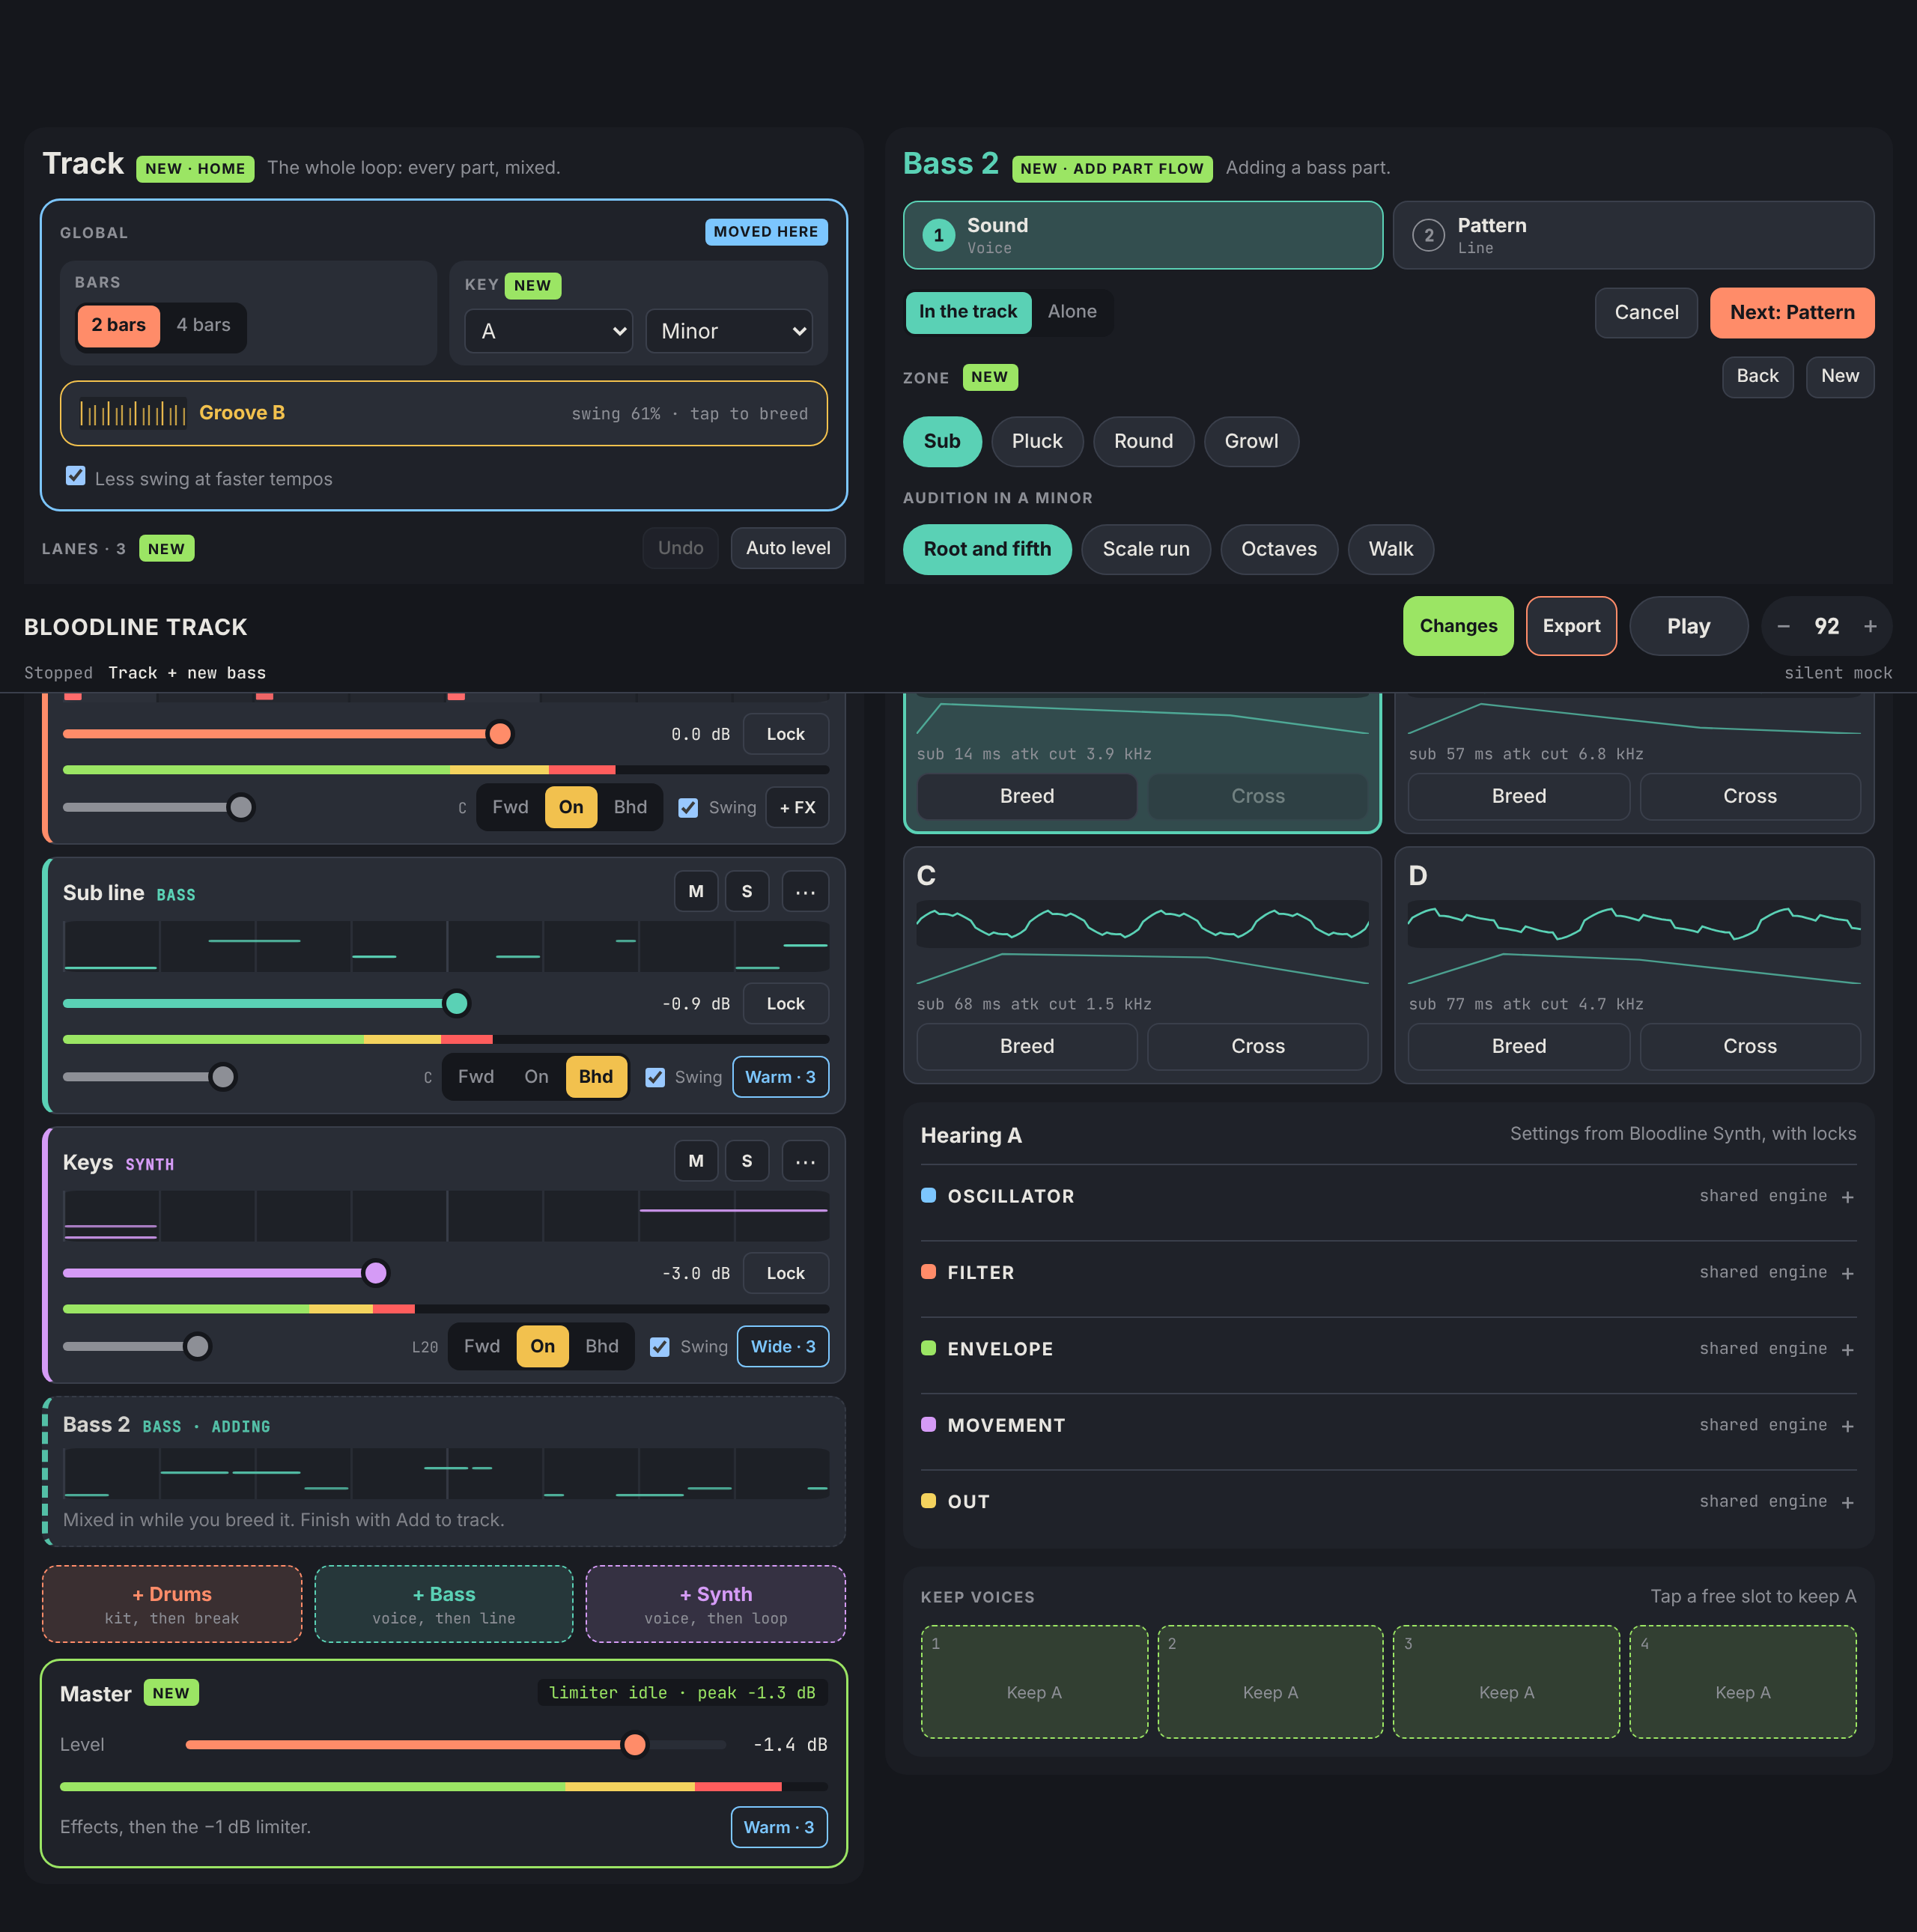 Track NEW · HOME The whole loop: every part, mixed.
GLOBAL MOVED HERE
BARS
2 bars 4 bars
KEY NEW
A Minor
Groove B swing 61% · tap to breed
Less swing at faster tempos
LANES · 3 NEW Undo Auto level
Bass 2 NEW · ADD PART FLOW Adding a bass part.
1 Sound
Voice
2 Pattern
Line
In the track Alone Cancel Next: Pattern
ZONE NEW Back New
Sub Pluck Round Growl
AUDITION IN A MINOR
Root and fifth Scale run Octaves Walk
BLOODLINE TRACK Changes Export Play − 92 +
Stopped Track + new bass silent mock
0.0 dB Lock
C Fwd On Bhd Swing + FX
Sub line BASS M S ...
-0.9 dB Lock
C Fwd On Bhd Swing Warm · 3
Keys SYNTH M S ...
-3.0 dB Lock
L20 Fwd On Bhd Swing Wide · 3
Bass 2 BASS · ADDING
Mixed in while you breed it. Finish with Add to track.
+ Drums
kit, then break
+ Bass
voice, then line
+ Synth
voice, then loop
Master NEW limiter idle · peak -1.3 dB
Level -1.4 dB
Effects, then the −1 dB limiter. Warm · 3
sub 14 ms atk cut 3.9 kHz
Breed Cross
sub 57 ms atk cut 6.8 kHz
Breed Cross
C
sub 68 ms atk cut 1.5 kHz
Breed Cross
D
sub 77 ms atk cut 4.7 kHz
Breed Cross
Hearing A Settings from Bloodline Synth, with locks
OSCILLATOR shared engine +
FILTER shared engine +
ENVELOPE shared engine +
MOVEMENT shared engine +
OUT shared engine +
KEEP VOICES Tap a free slot to keep A
1 Keep A
2 Keep A
3 Keep A
4 Keep A